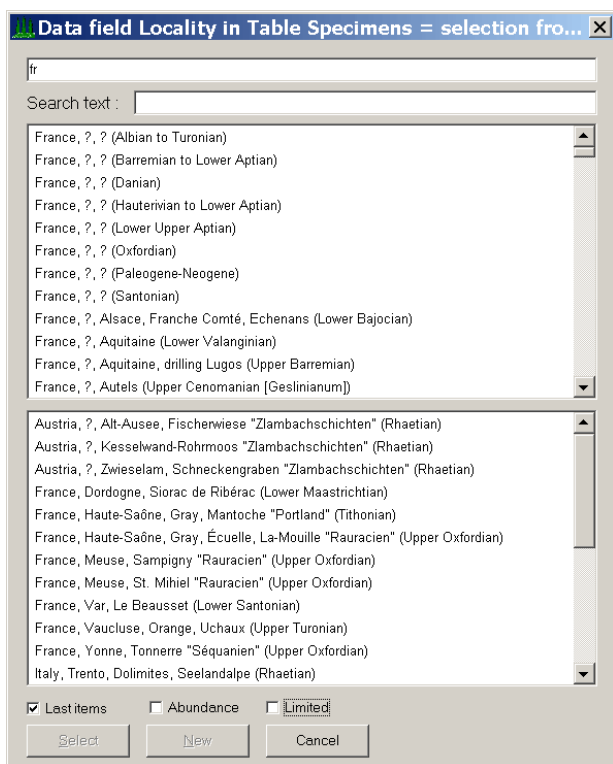 Data field Locality in Table Specimens = selection fro...
fr
Search text :
France, ?, ? (Albian to Turonian)
France, ?, ? (Barremian to Lower Aptian)
France, ?, ? (Danian)
France, ?, ? (Hauterivian to Lower Aptian)
France, ?, ? (Lower Upper Aptian)
France, ?, ? (Oxfordian)
France, ?, ? (Paleogene-Neogene)
France, ?, ? (Santonian)
France, ?, Alsace, Franche Comté, Echenans (Lower Bajocian)
France, ?, Aquitaine (Lower Valanginian)
France, ?, Aquitaine, drilling Lugos (Upper Barremian)
France, ?, Autels (Upper Cenomanian [Geslinianum])
Austria, ?, Alt-Ausee, Fischerwiese "Zlambachschichten" (Rhaetian)
Austria, ?, Kesselwand-Rohrmoos "Zlambachschichten" (Rhaetian)
Austria, ?, Zwieselam, Schneckengraben "Zlambachschichten" (Rhaetian)
France, Dordogne, Siorac de Ribérac (Lower Maastrichtian)
France, Haute-Saône, Gray, Mantoche "Portland" (Tithonian)
France, Haute-Saône, Gray, Écuelle, La-Mouille "Rauracien" (Upper Oxfordian)
France, Meuse, Sampigny "Rauracien" (Upper Oxfordian)
France, Meuse, St. Mihiel "Rauracien" (Upper Oxfordian)
France, Var, Le Beausset (Lower Santonian)
France, Vaucluse, Orange, Uchaux (Upper Turonian)
France, Yonne, Tonnerre "Séquanien" (Upper Oxfordian)
Italy, Trento, Dolimites, Seelandalpe (Rhaetian)
Last items Abundance Limited
Select New Cancel